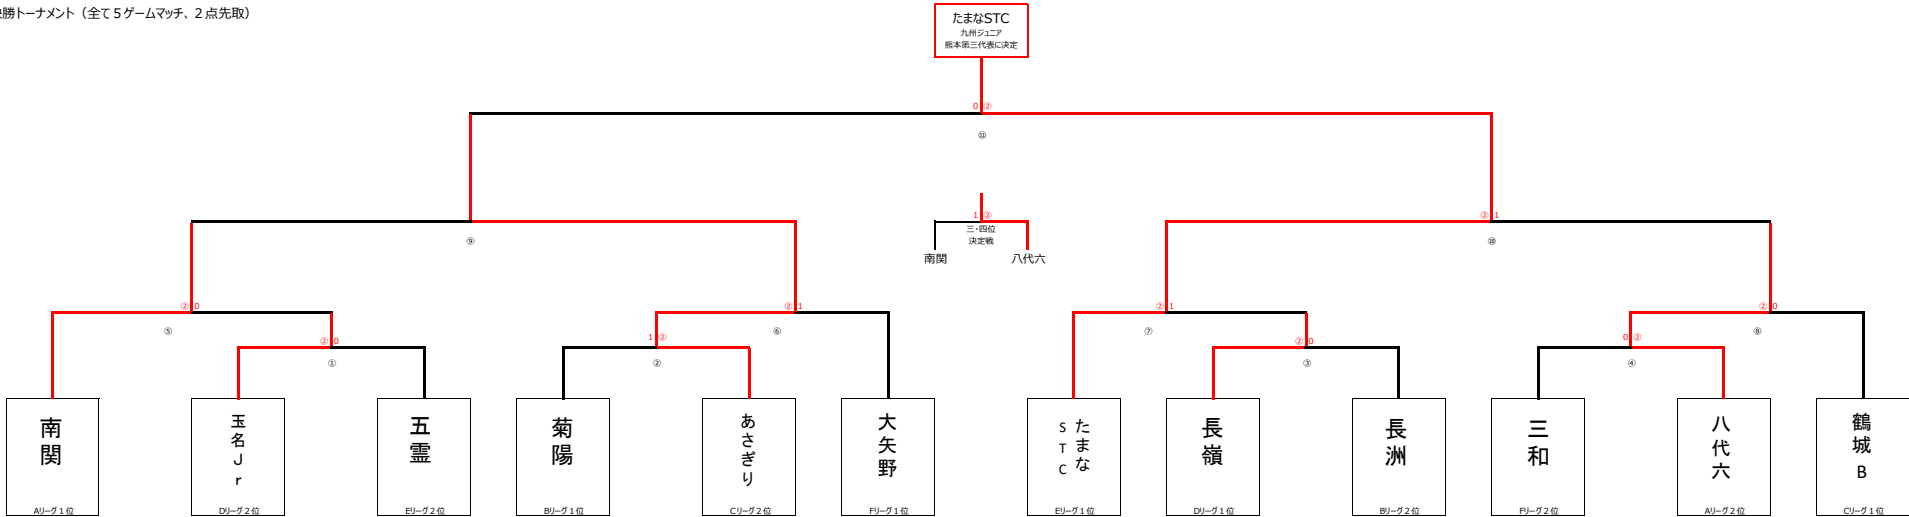 勝トーナメント（全て５ゲームマッチ、２点先取）
たまなSTC
九州ジュニア
熊本第三代表に決定
0 ②
⑪
1 ②
三・四位
決定戦
南関
八代六
② 1
⑨
⑩
② 0
② 1
② 1
② 0
⑤
⑥
⑦
⑧
② 0
1 ②
② 0
0 ②
①
②
③
④
南関
玉名Jr
五霊
菊陽
あさぎり
大矢野
たまな
STC
長嶺
長洲
三和
八代六
鶴城B
Aリーグ１位
Dリーグ２位
Eリーグ２位
Bリーグ１位
Cリーグ２位
Fリーグ１位
Eリーグ１位
Dリーグ１位
Bリーグ２位
Fリーグ２位
Aリーグ２位
Cリーグ１位